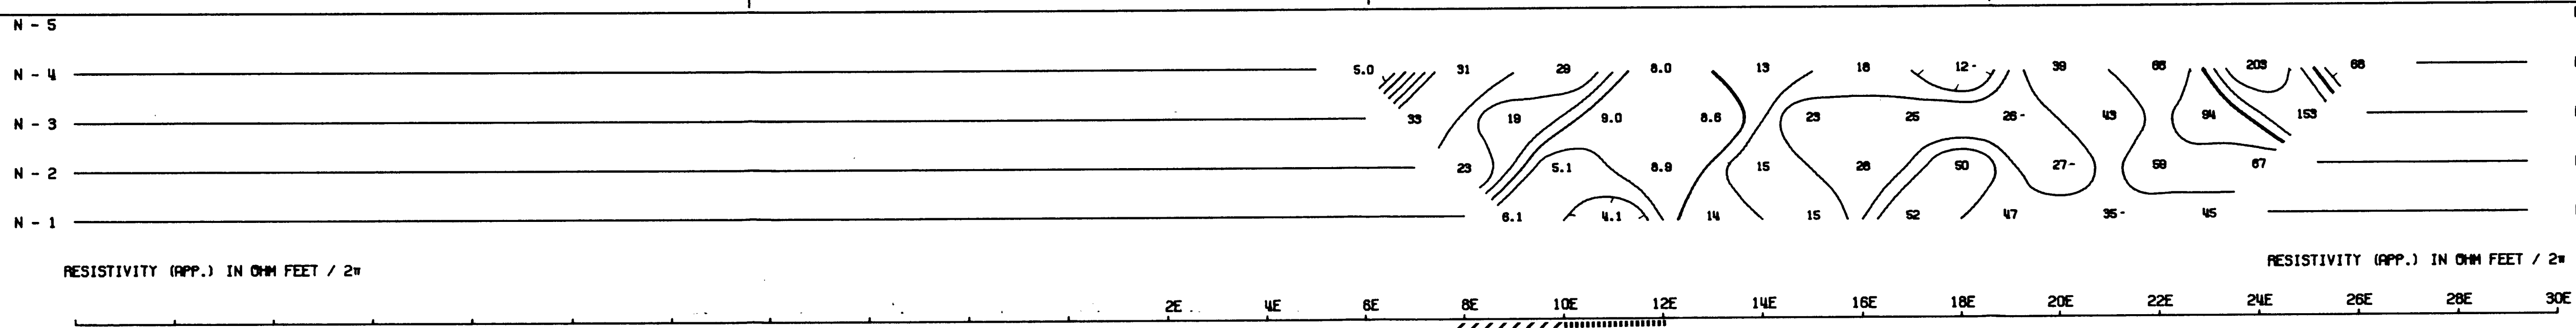 N - 5
N - 4 5.0 31 29 8.0 13 18 12- 39 66 203 68
N - 3 33 19 9.0 8.6 23 25 26- 43 94 153
N - 2 23 5.1 8.9 15 28 50 27- 59 67
N - 1 6.1 4.1 14 15 52 47 35- 45
RESISTIVITY (APP.) IN OHM FEET / 2π RESISTIVITY (APP.) IN OHM FEET / 2π
2E 4E 6E 8E 10E 12E 14E 16E 18E 20E 22E 24E 26E 28E 30E